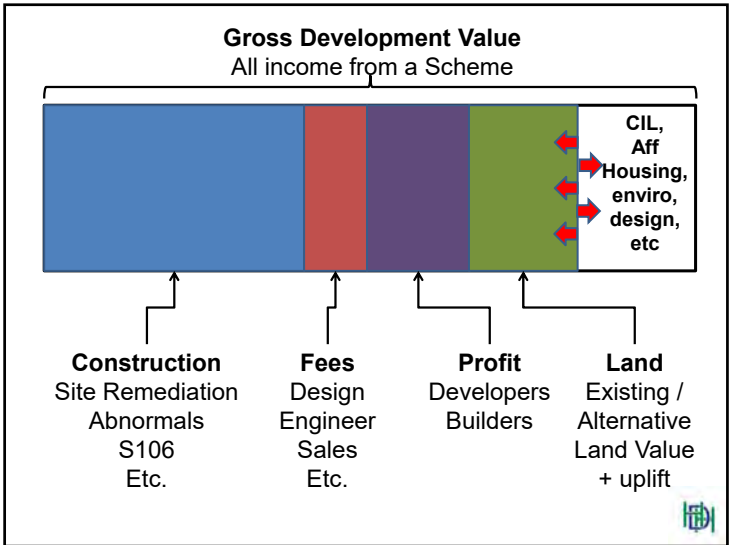 Gross Development Value
All income from a Scheme
CIL,
Aff
Housing,
enviro,
design,
etc
Construction
Site Remediation
Abnormals
S106
Etc.
Fees
Design
Engineer
Sales
Etc.
Profit
Developers
Builders
Land
Existing /
Alternative
Land Value
+ uplift